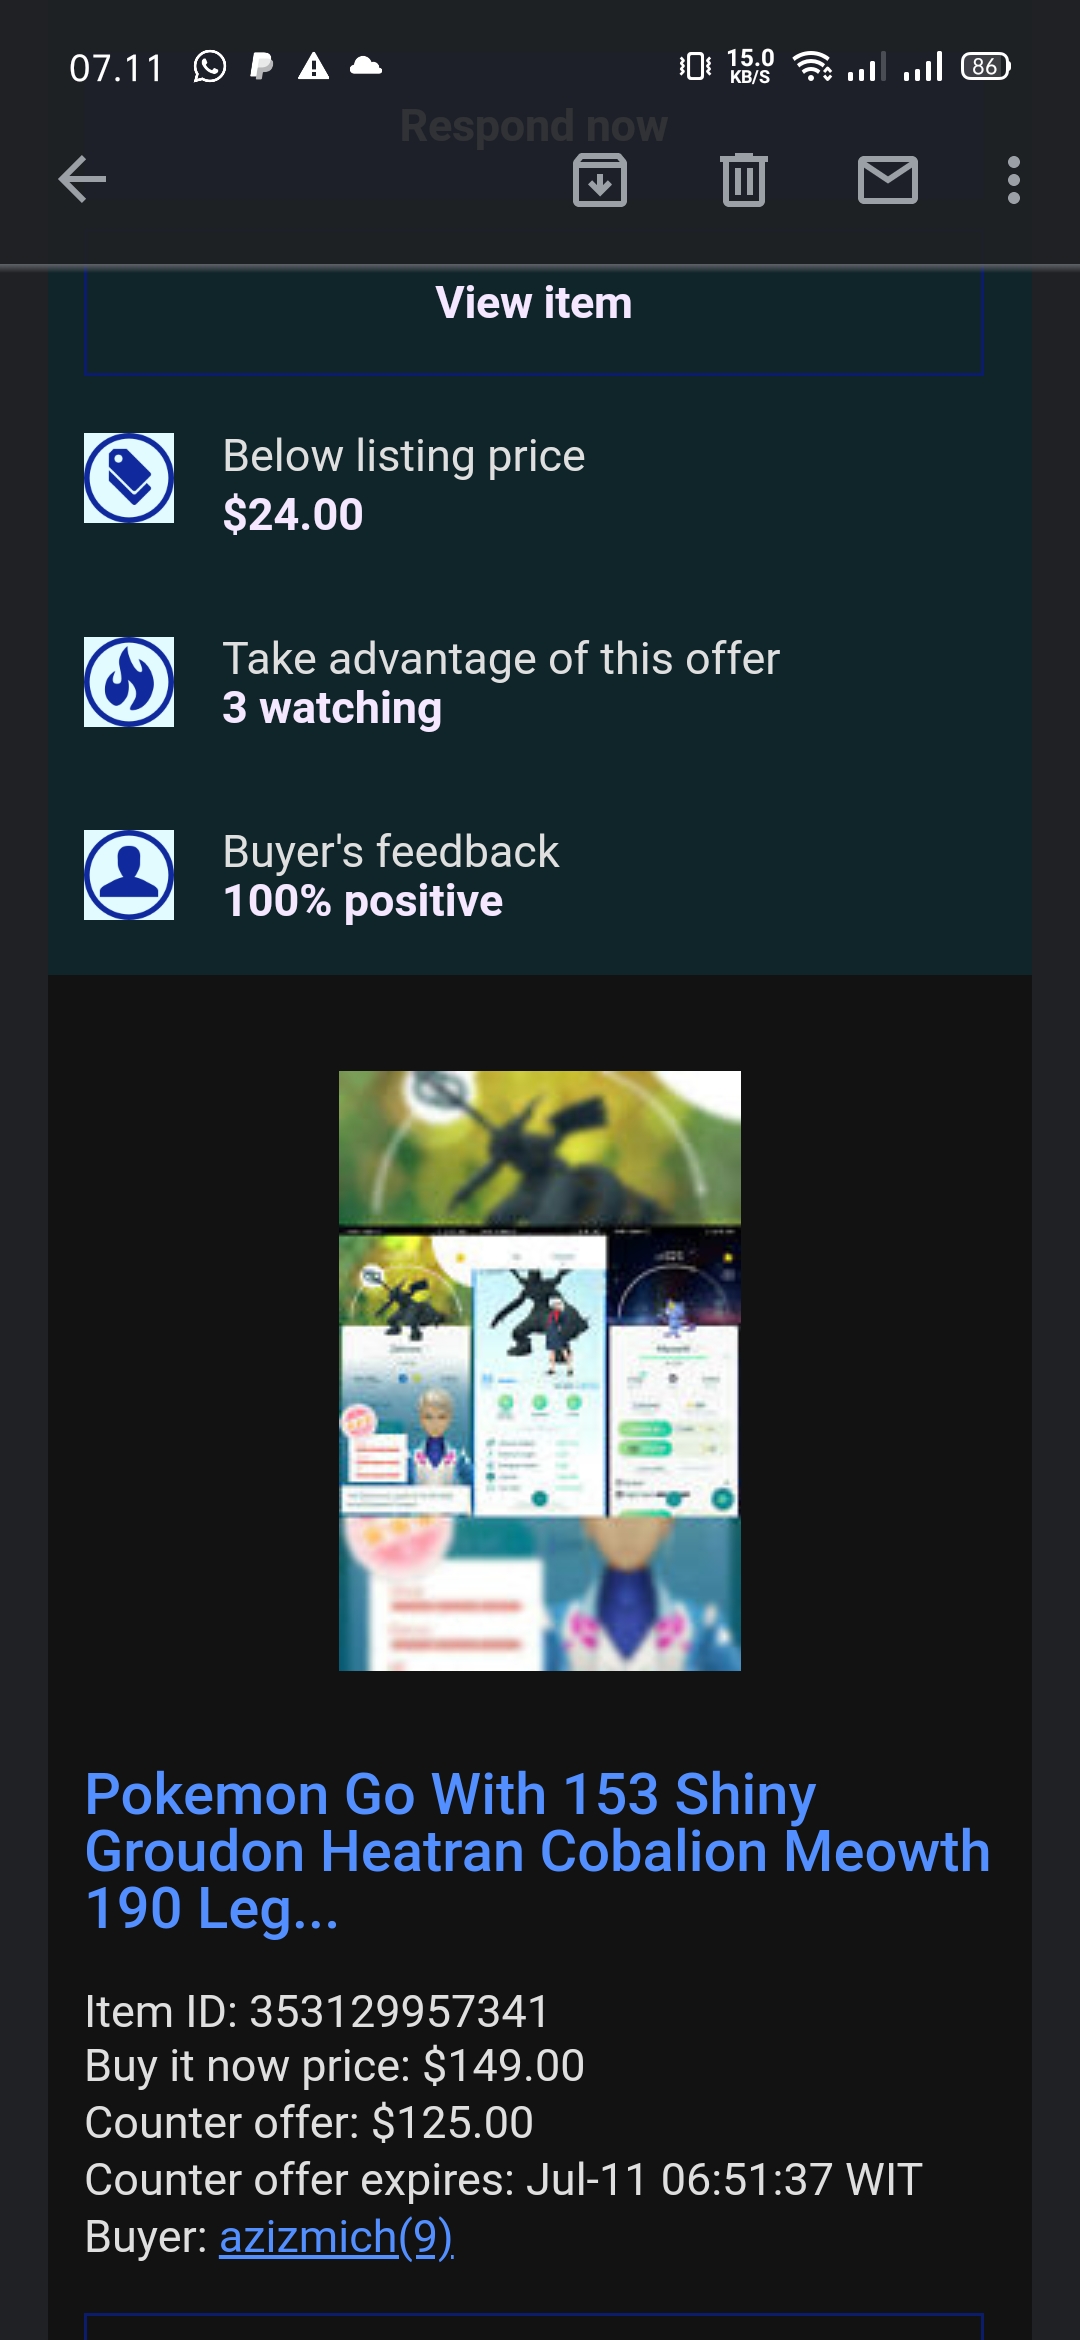 07.11
15.0
KB/S
86
Respond now
View item
Below listing price
$24.00
Take advantage of this offer
3 watching
Buyer's feedback
100% positive
Pokemon Go With 153 Shiny
Groudon Heatran Cobalion Meowth
190 Leg...
Item ID: 353129957341
Buy it now price: $149.00
Counter offer: $125.00
Counter offer expires: Jul-11 06:51:37 WIT
Buyer: azizmich(9)